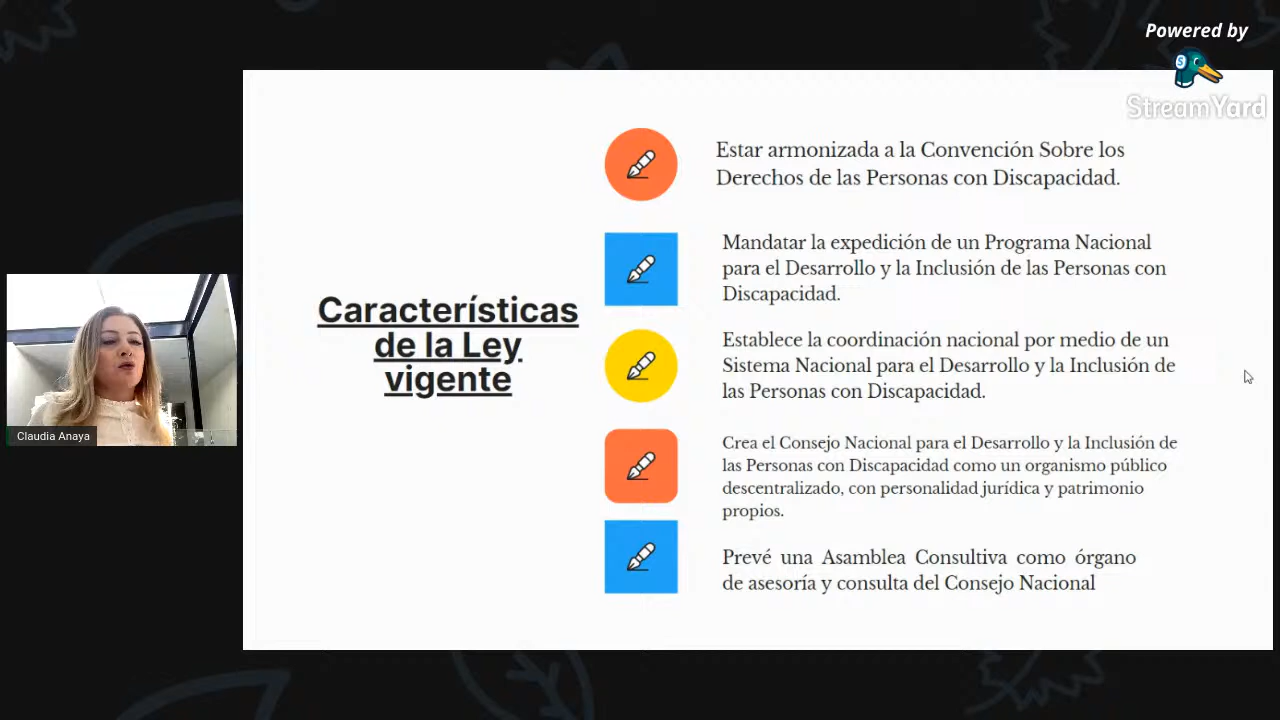 Powered by
StreamYard
Características
de la Ley
vigente
Estar armonizada a la Convención Sobre los
Derechos de las Personas con Discapacidad.
Mandatar la expedición de un Programa Nacional
para el Desarrollo y la Inclusión de las Personas con
Discapacidad.
Establece la coordinación nacional por medio de un
Sistema Nacional para el Desarrollo y la Inclusión de
las Personas con Discapacidad.
Crea el Consejo Nacional para el Desarrollo y la Inclusión de
las Personas con Discapacidad como un organismo público
descentralizado, con personalidad jurídica y patrimonio
propios.
Prevé una Asamblea Consultiva como órgano
de asesoría y consulta del Consejo Nacional
Claudia Anaya